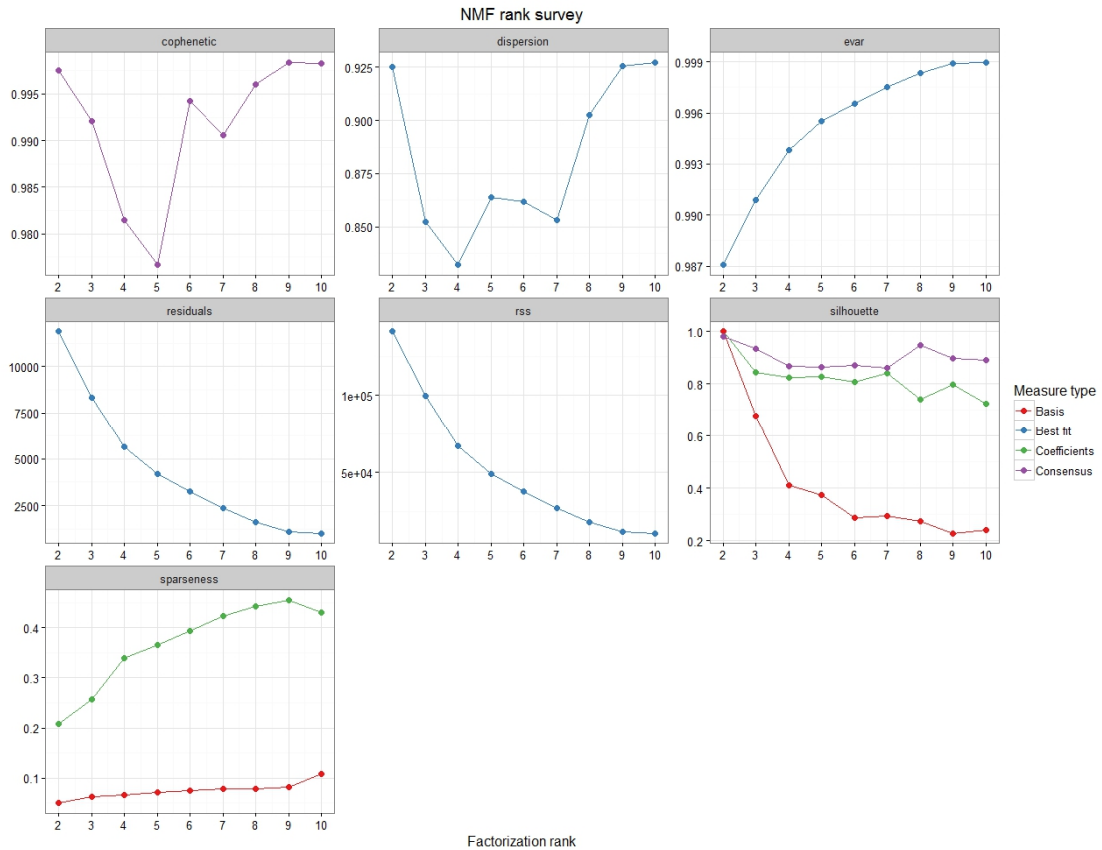 NMF rank survey
cophenetic
dispersion
evar
0.995
0.990
0.985
0.980
2 3 4 5 6 7 8 9 10
0.925
0.900
0.875
0.850
2 3 4 5 6 7 8 9 10
0.999
0.996
0.993
0.990
0.987
2 3 4 5 6 7 8 9 10
residuals
rss
silhouette
10000
7500
5000
2500
2 3 4 5 6 7 8 9 10
1e+05
5e+04
2 3 4 5 6 7 8 9 10
1.0
0.8
0.6
0.4
0.2
2 3 4 5 6 7 8 9 10
Measure type
Basis
Best fit
Coefficients
Consensus
sparseness
0.4
0.3
0.2
0.1
2 3 4 5 6 7 8 9 10
Factorization rank